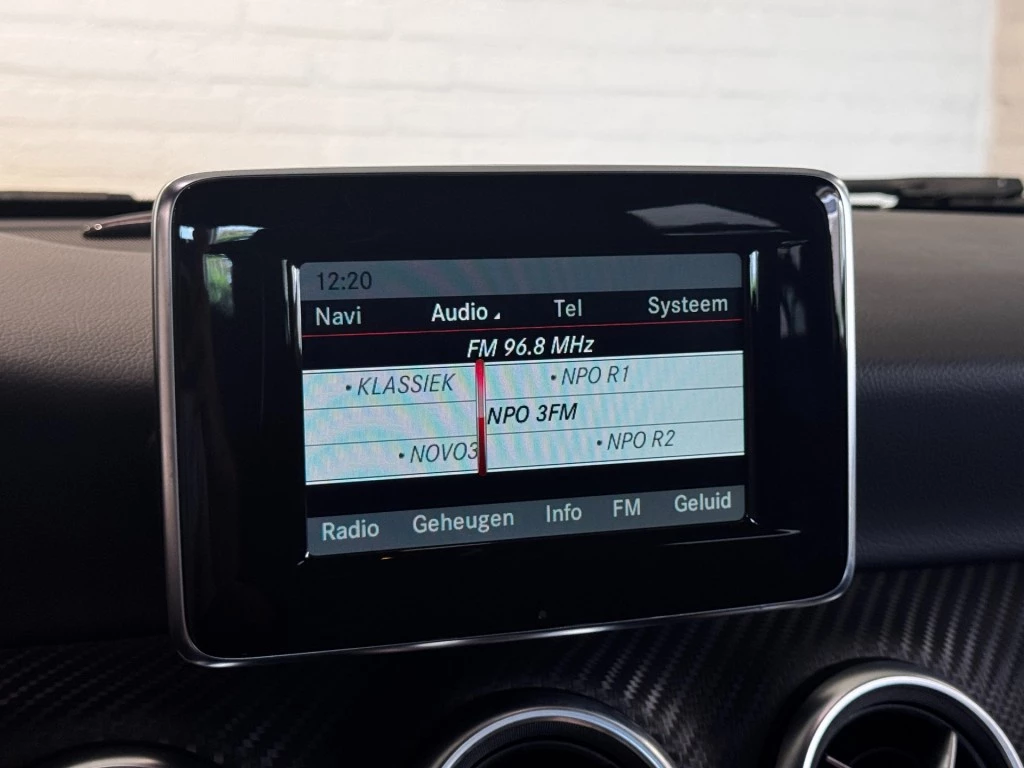 12:20
Navi Audio Tel Systeem
FM 96.8 MHz
• KLASSIEK • NPO R1
NPO 3FM
• NOVO3 • NPO R2
Radio Geheugen Info FM Geluid